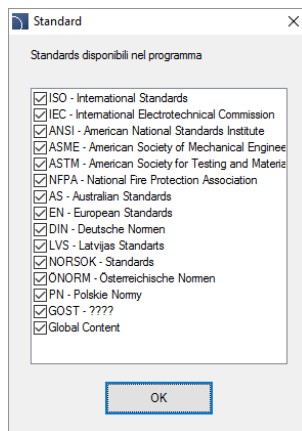 Standard
Standards disponibili nel programma
ISO - International Standards
IEC - International Electrotechnical Commission
ANSI - American National Standards Institute
ASME - American Society of Mechanical Enginee
ASTM - American Society for Testing and Materia
NFPA - National Fire Protection Association
AS - Australian Standards
EN - European Standards
DIN - Deutsche Normen
LVS - Latvijas Standarts
NORSOK - Standards
ÖNORM - Österreichische Normen
PN - Polskie Normy
GOST - ????
Global Content
OK